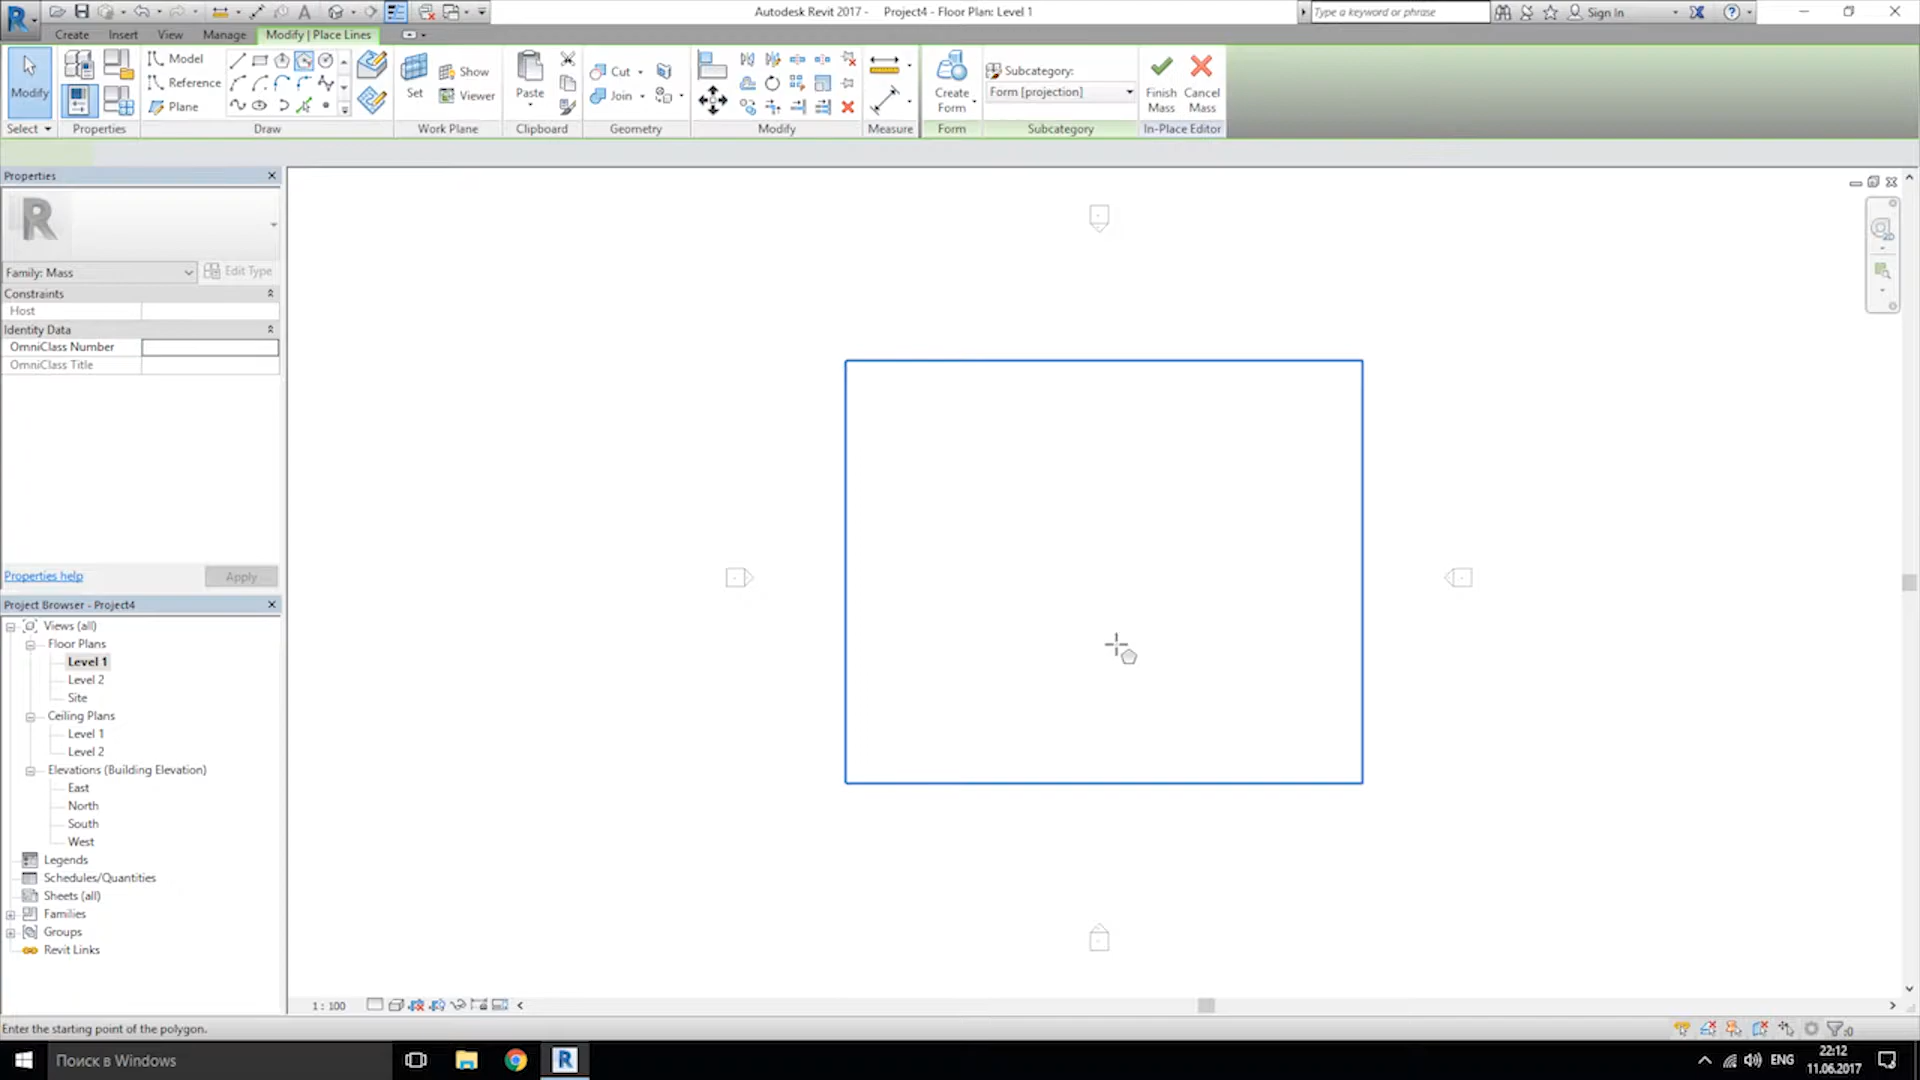 Autodesk Revit 2017 - Project4 - Floor Plan: Level 1
Type a keyword or phrase
Sign In
Create Insert View Manage Modify | Place Lines
Modify
Model
Reference
Plane
Set
Show
Viewer
Paste
Cut
Join
Create Form
Subcategory:
Form [projection]
Finish Mass
Cancel Mass
Select Properties Draw Work Plane Clipboard Geometry Modify Measure Form Subcategory In-Place Editor
Properties
R
Family: Mass
Edit Type
Constraints
Host
Identity Data
OmniClass Number
OmniClass Title
Properties help
Apply
Project Browser - Project4
Views (all)
Floor Plans
Level 1
Level 2
Site
Ceiling Plans
Level 1
Level 2
Elevations (Building Elevation)
East
North
South
West
Legends
Schedules/Quantities
Sheets (all)
Families
Groups
Revit Links
1 : 100
Enter the starting point of the polygon.
:0
Поиск в Windows
ENG
22:12
11.06.2017